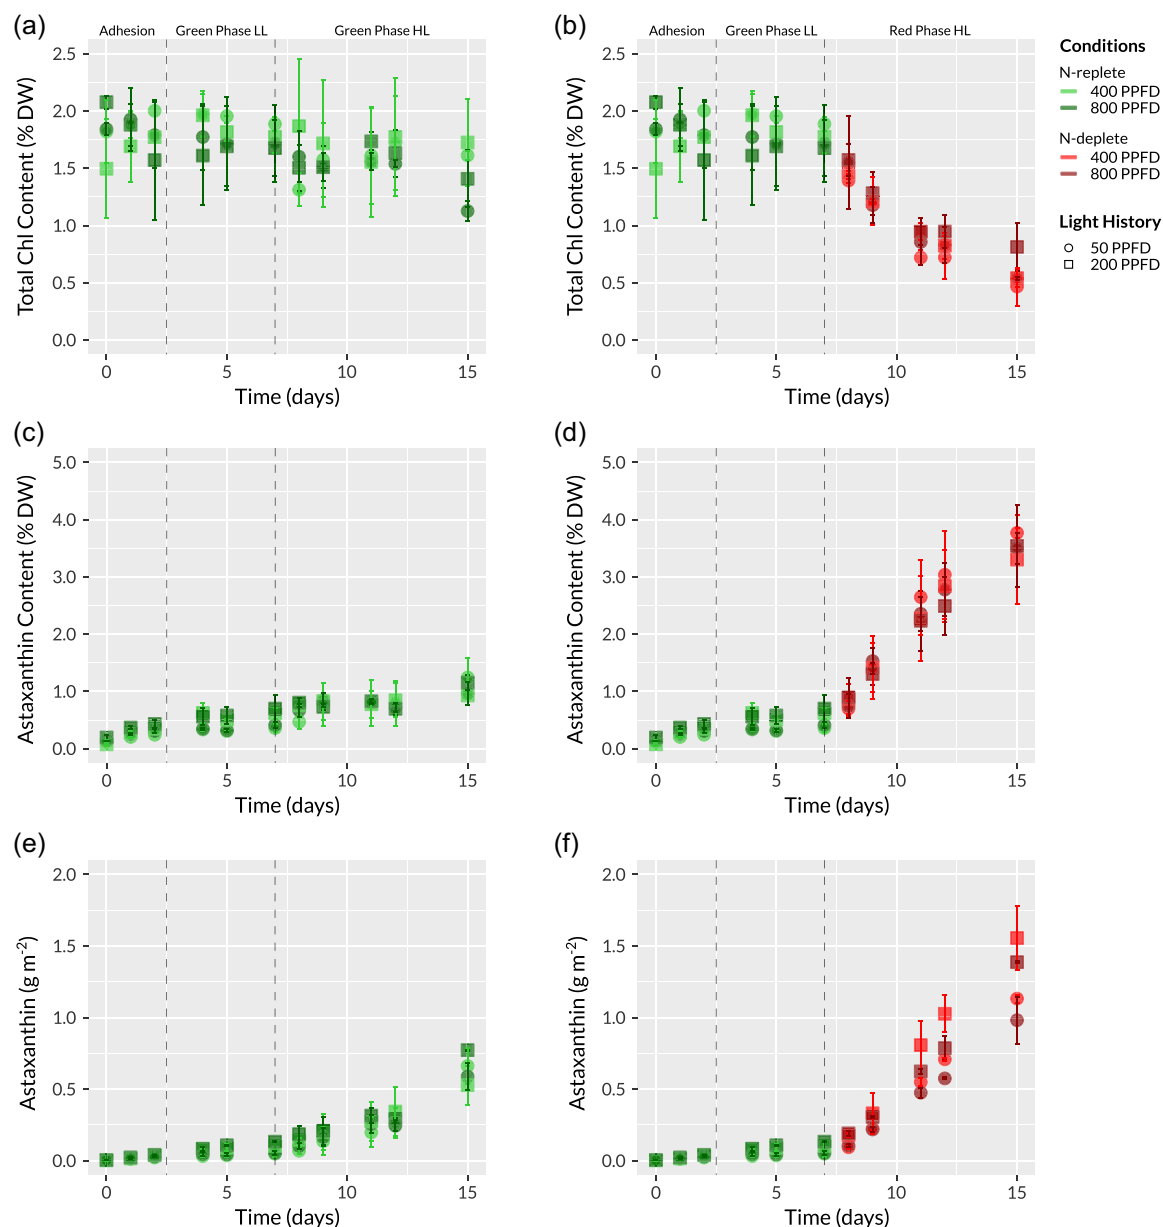 (a)
(b)
Adhesion Green Phase LL Green Phase HL
Adhesion Green Phase LL Red Phase HL
2.5
2.0
1.5
1.0
0.5
0.0
Total Chl Content (% DW)
0 5 10 15
Time (days)
2.5
2.0
1.5
1.0
0.5
0.0
Total Chl Content (% DW)
0 5 10 15
Time (days)
Conditions
N-replete
400 PPFD
800 PPFD
N-deplete
400 PPFD
800 PPFD
Light History
50 PPFD
200 PPFD
(c)
5.0
4.0
3.0
2.0
1.0
0.0
Astaxanthin Content (% DW)
0 5 10 15
Time (days)
(d)
5.0
4.0
3.0
2.0
1.0
0.0
Astaxanthin Content (% DW)
0 5 10 15
Time (days)
(e)
2.0
1.5
1.0
0.5
0.0
Astaxanthin (g m⁻²)
0 5 10 15
Time (days)
(f)
2.0
1.5
1.0
0.5
0.0
Astaxanthin (g m⁻²)
0 5 10 15
Time (days)